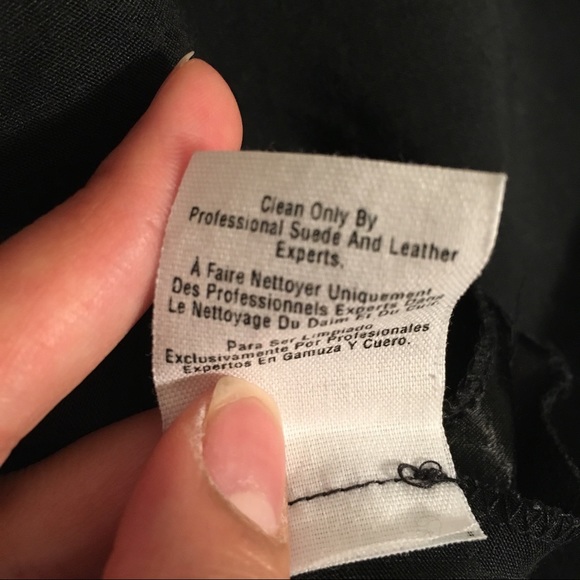 Clean Only By
Professional Suede And Leather
Experts.
À Faire Nettoyer Uniquement
Des Professionnels Experts Dans
Le Nettoyage Du Daim Et Du Cuir.
Para Ser Limpiado
Exclusivamente Por Profesionales
Expertos En Gamuza Y Cuero.